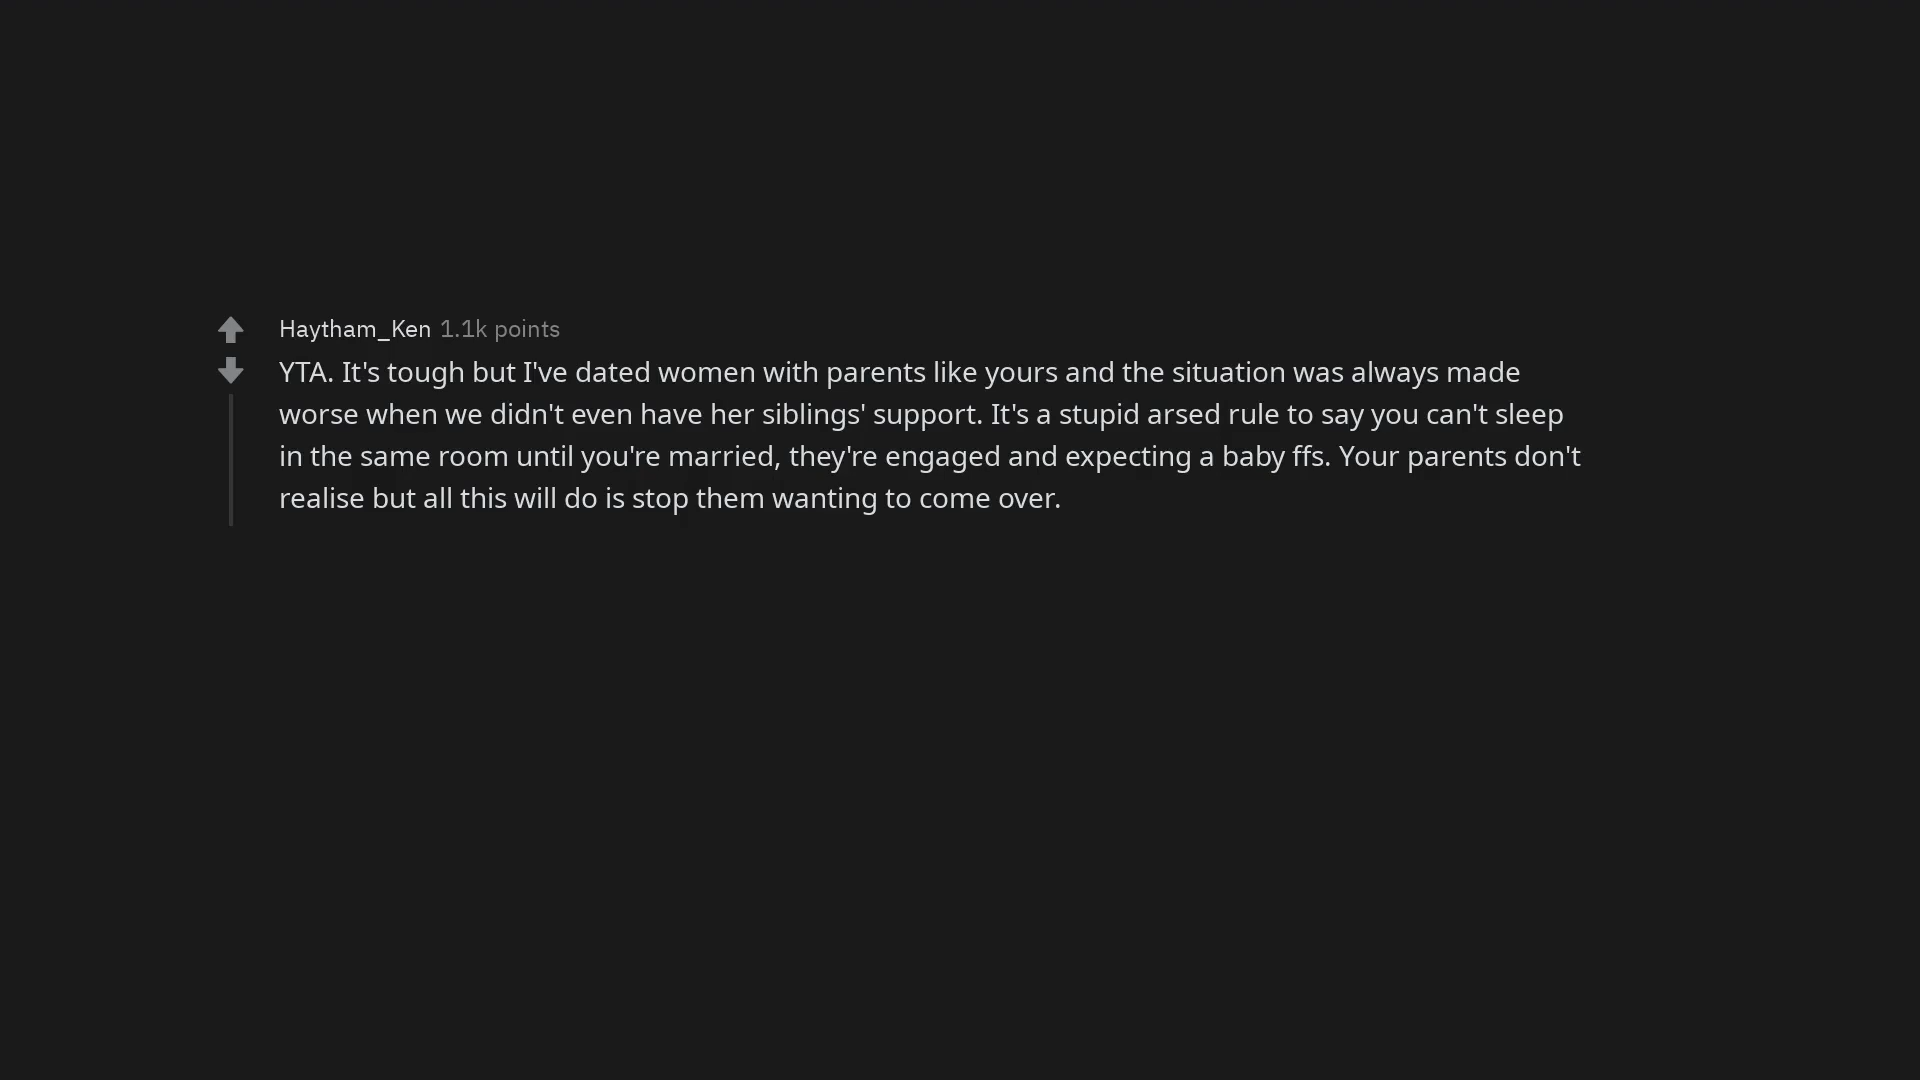 Haytham_Ken 1.1k points
YTA. It's tough but I've dated women with parents like yours and the situation was always made
worse when we didn't even have her siblings' support. It's a stupid arsed rule to say you can't sleep
in the same room until you're married, they're engaged and expecting a baby ffs. Your parents don't
realise but all this will do is stop them wanting to come over.